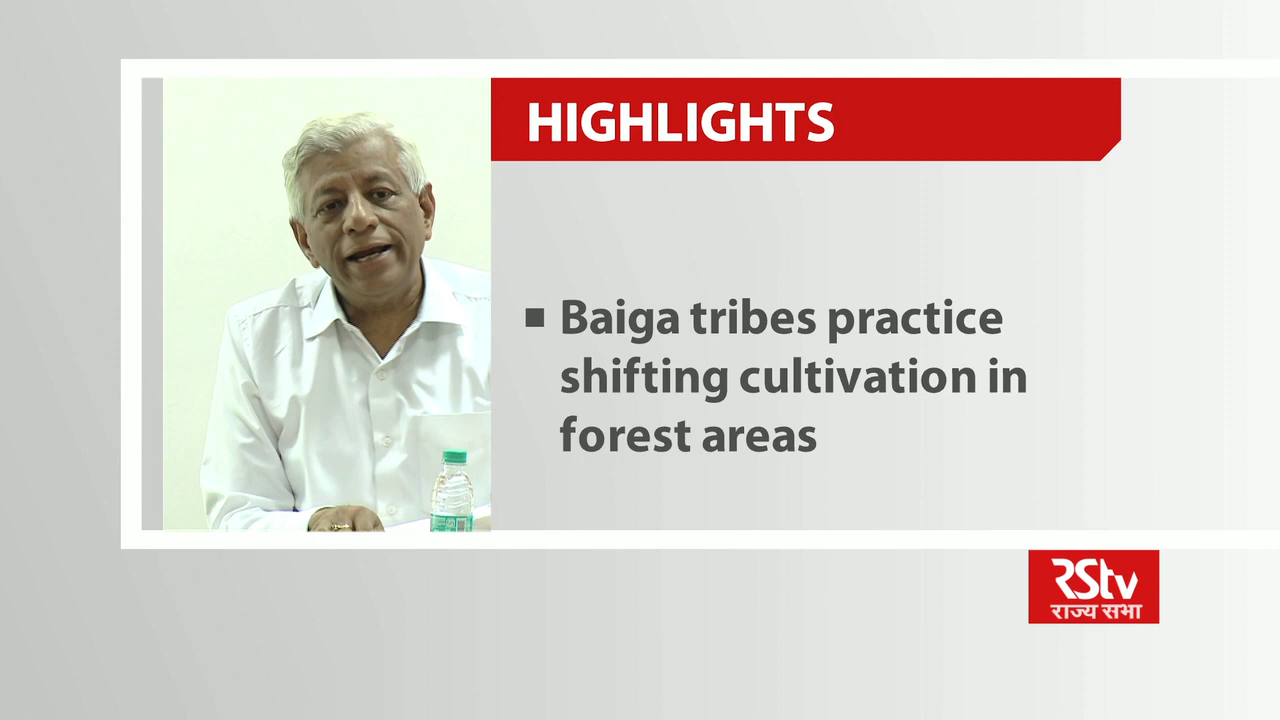 HIGHLIGHTS
■ Baiga tribes practice
shifting cultivation in
forest areas
RStv
राज्य सभा